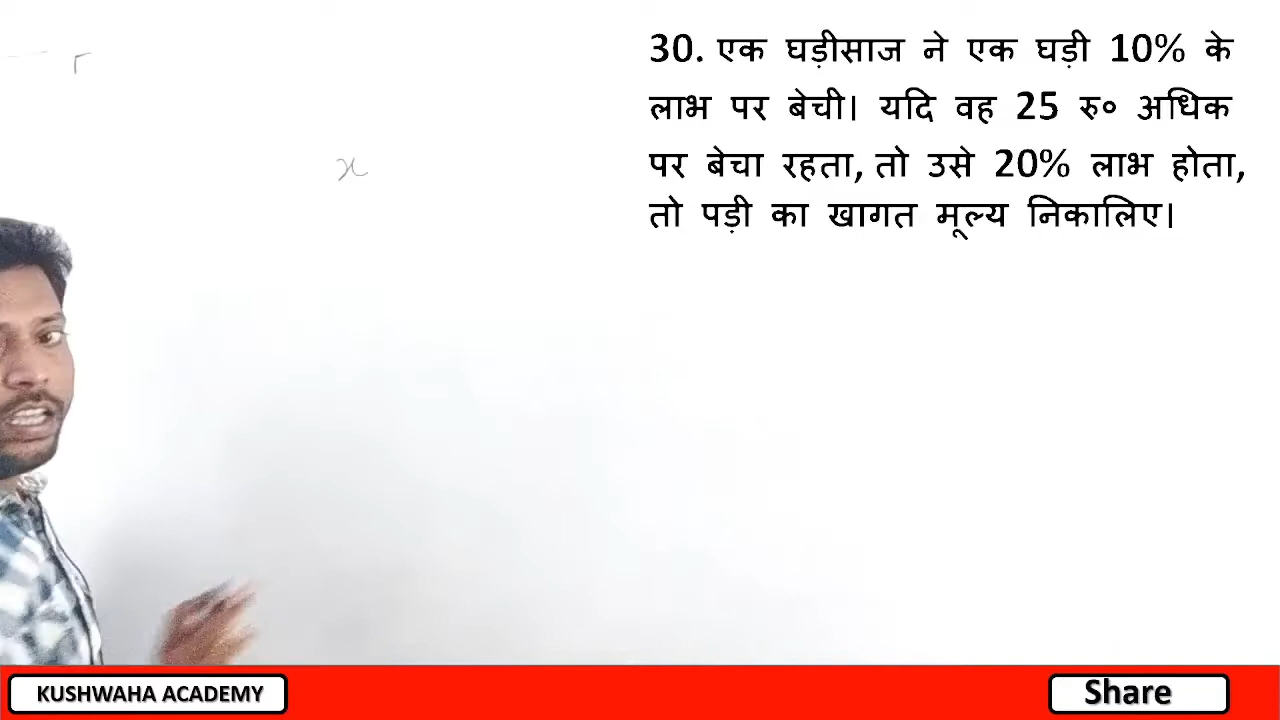 30. एक घड़ीसाज ने एक घड़ी 10% के
लाभ पर बेची। यदि वह 25 रु० अधिक
पर बेचा रहता, तो उसे 20% लाभ होता,
तो पड़ी का खागत मूल्य निकालिए।
x
KUSHWAHA ACADEMY
Share